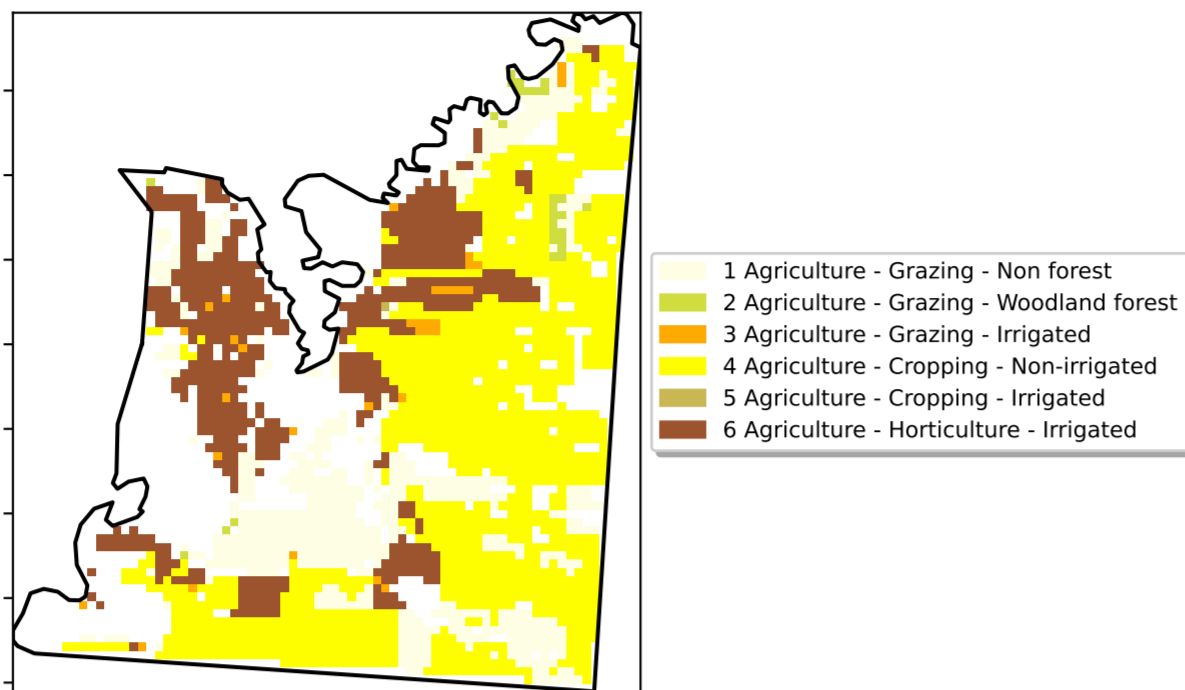 1 Agriculture - Grazing - Non forest
2 Agriculture - Grazing - Woodland forest
3 Agriculture - Grazing - Irrigated
4 Agriculture - Cropping - Non-irrigated
5 Agriculture - Cropping - Irrigated
6 Agriculture - Horticulture - Irrigated